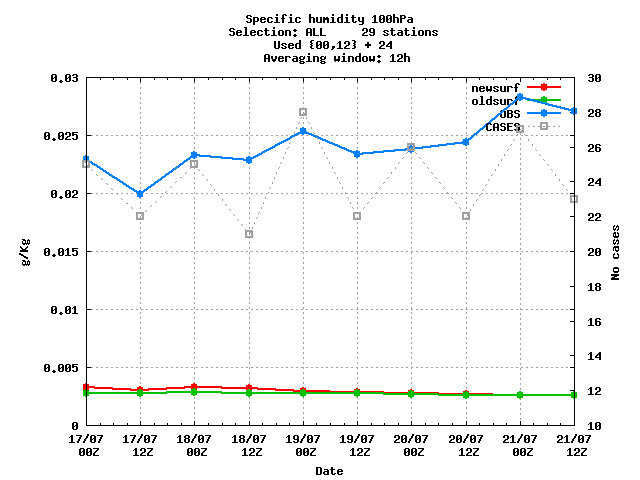 Specific humidity 100hPa
Selection: ALL 29 stations
Used {00,12} + 24
Averaging window: 12h
0,03 30
newsurf
oldsurf
OBS
CASES
28
0,025
26
24
0,02
22
0,015 20
g/Kg
No cases
18
0,01
16
14
0,005
12
0 10
17/07 17/07 18/07 18/07 19/07 19/07 20/07 20/07 21/07 21/07
00Z 12Z 00Z 12Z 00Z 12Z 00Z 12Z 00Z 12Z
Date